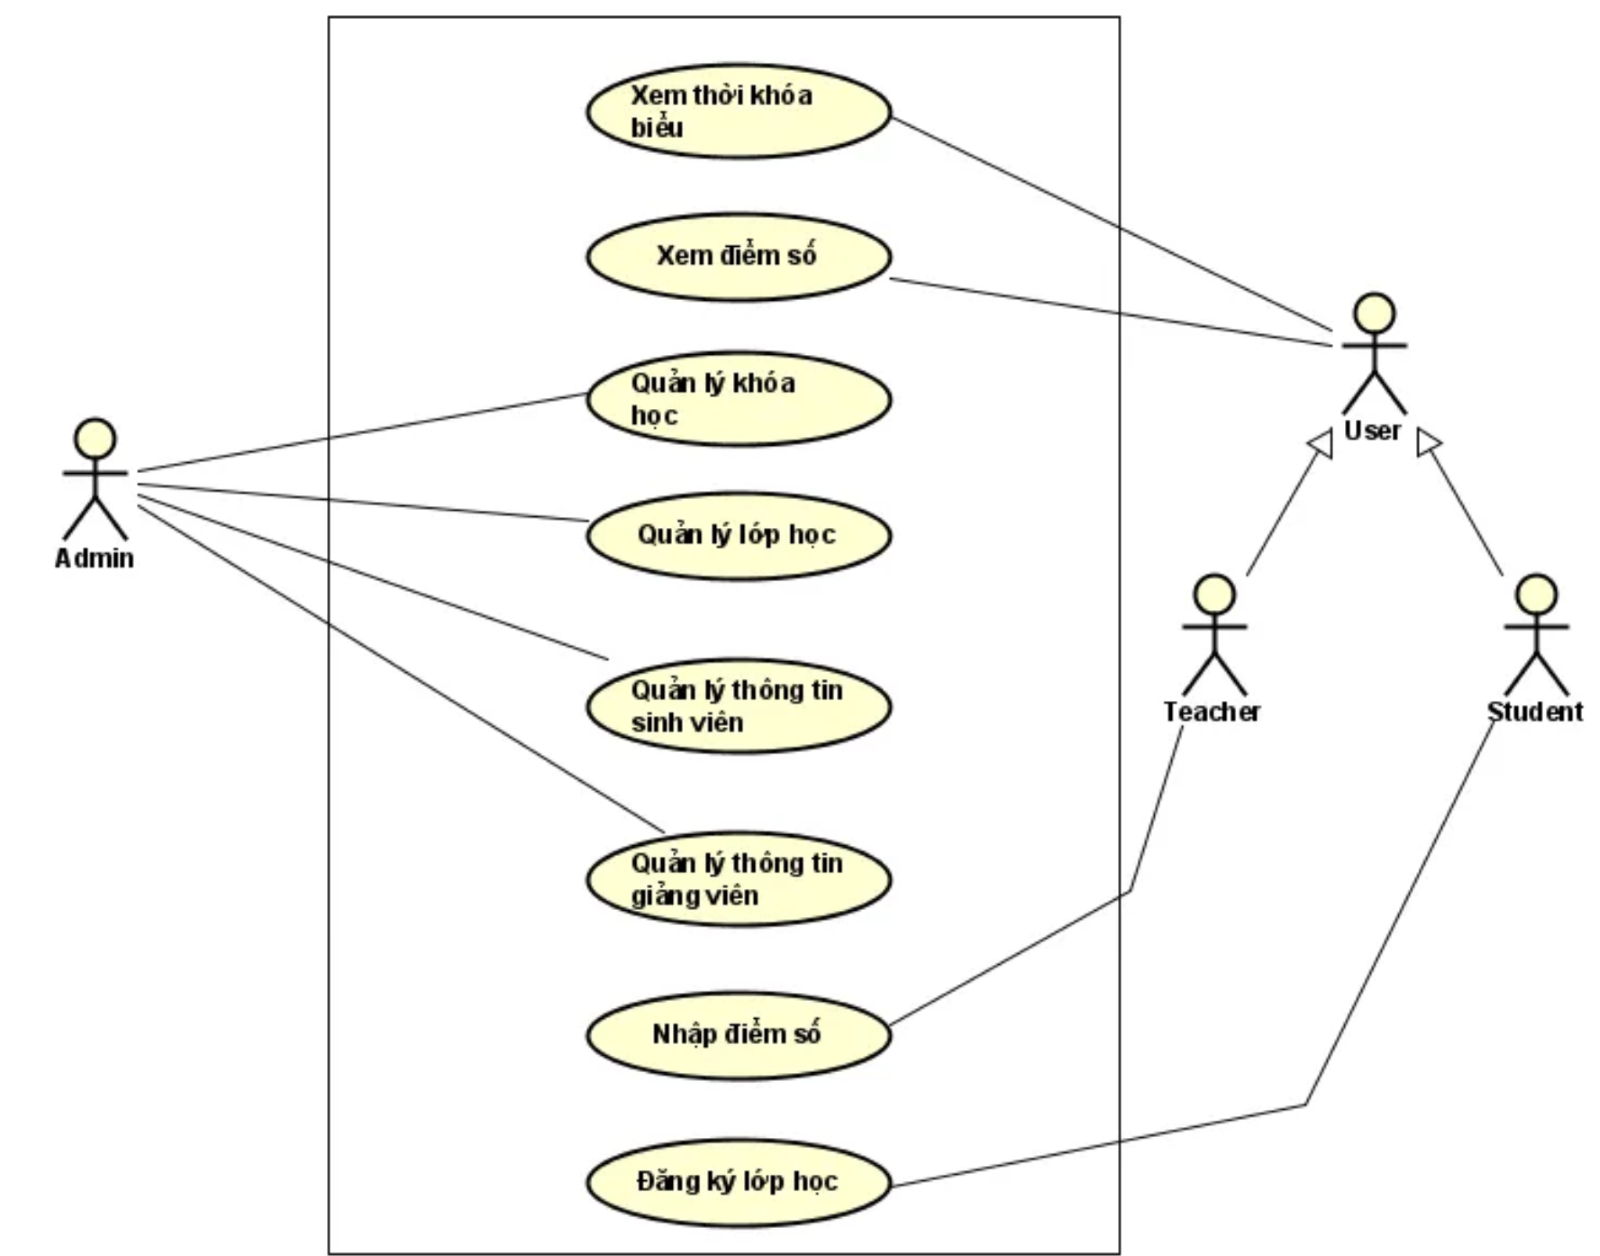 Xem thời khóa
biểu
Xem điểm số
Quản lý khóa
học
User
Quản lý lớp học
Admin
Quản lý thông tin
sinh viên
Teacher
Student
Quản lý thông tin
giảng viên
Nhập điểm số
Đăng ký lớp học